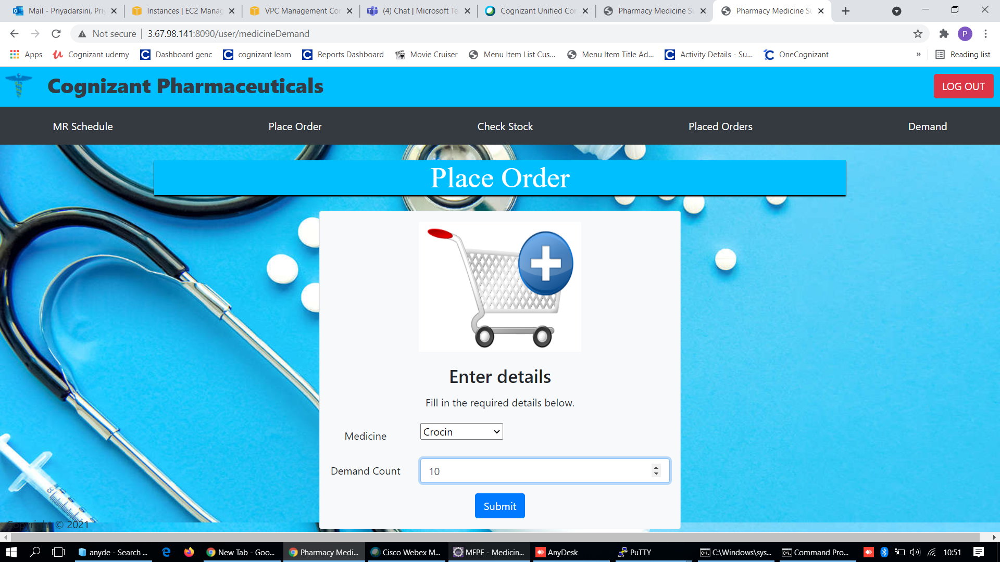 Mail - Priyadarsini, Pri
Instances | EC2 Manag
VPC Management Con
(4) Chat | Microsoft Te
Cognizant Unified Con
Pharmacy Medicine Su
Pharmacy Medicine Su
Not secure | 3.67.98.141:8090/user/medicineDemand
P
Apps
Cognizant udemy
Dashboard genc
cognizant learn
Reports Dashboard
Movie Cruiser
Menu Item List Cus...
Menu Item Title Ad...
Activity Details - Su...
OneCognizant
»
Reading list
Cognizant Pharmaceuticals
LOG OUT
MR Schedule
Place Order
Check Stock
Placed Orders
Demand
Place Order
Enter details
Fill in the required details below.
Medicine
Crocin
Demand Count
10
Submit
Copyright © 2021
anyde - Search ...
New Tab - Goo...
Pharmacy Medi...
Cisco Webex M...
MFPE - Medicin...
AnyDesk
PuTTY
C:\Windows\sys...
Command Pro...
10:51